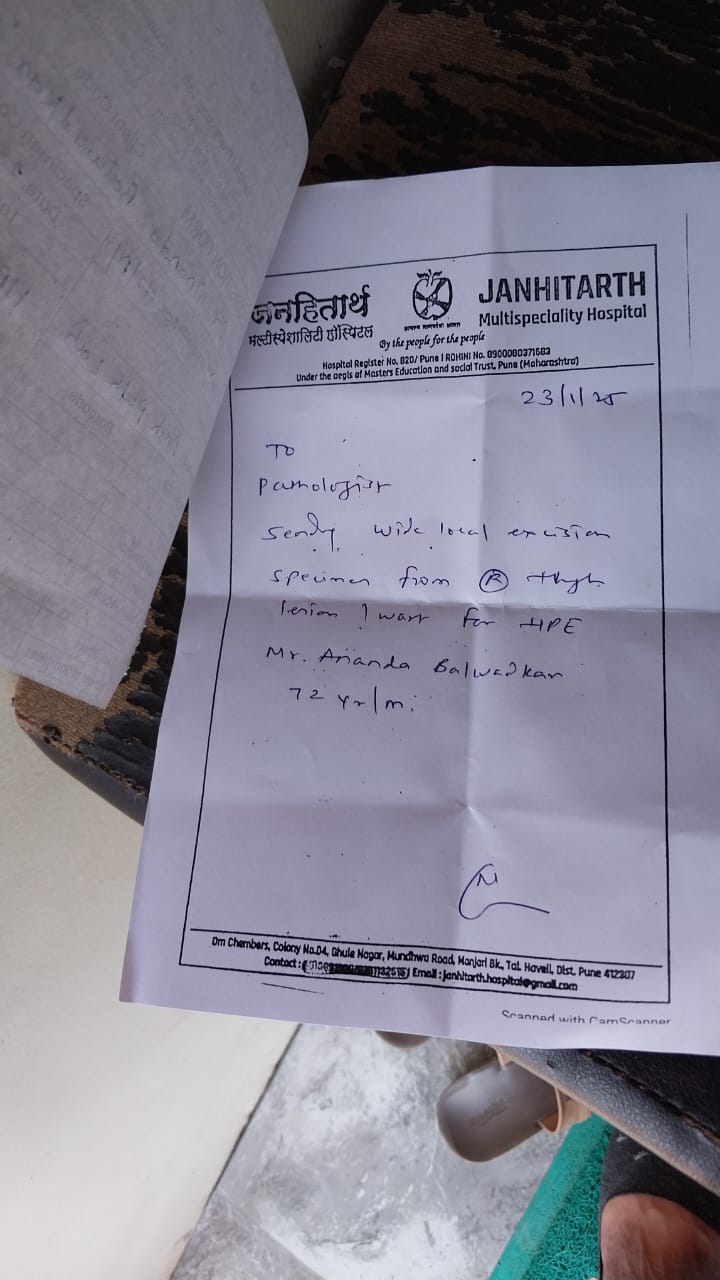 जनहितार्थ
मल्टीस्पेशालिटी हॉस्पिटल
JANHITARTH
Multispeciality Hospital
By the people for the people
Hospital Register No. 020/ Pune | ROHINI No. 8900080371683
Under the aegis of Masters Education and social Trust. Pune (Maharashtra)
23/1/25
To
Pathologist
Sending wide local excision
specimen from Ⓡ thigh
lesion / wart for HPE
Mr. Ananda Balwadkar
72 yr/m.
Om Chambers, Colony No.04, Ghule Nagar, Mundhwa Road, Manjari Bk., Tal. Haveli, Dist. Pune 412307
Contact : Email : janhitarth.hospital@gmail.com
Scanned with CamScanner